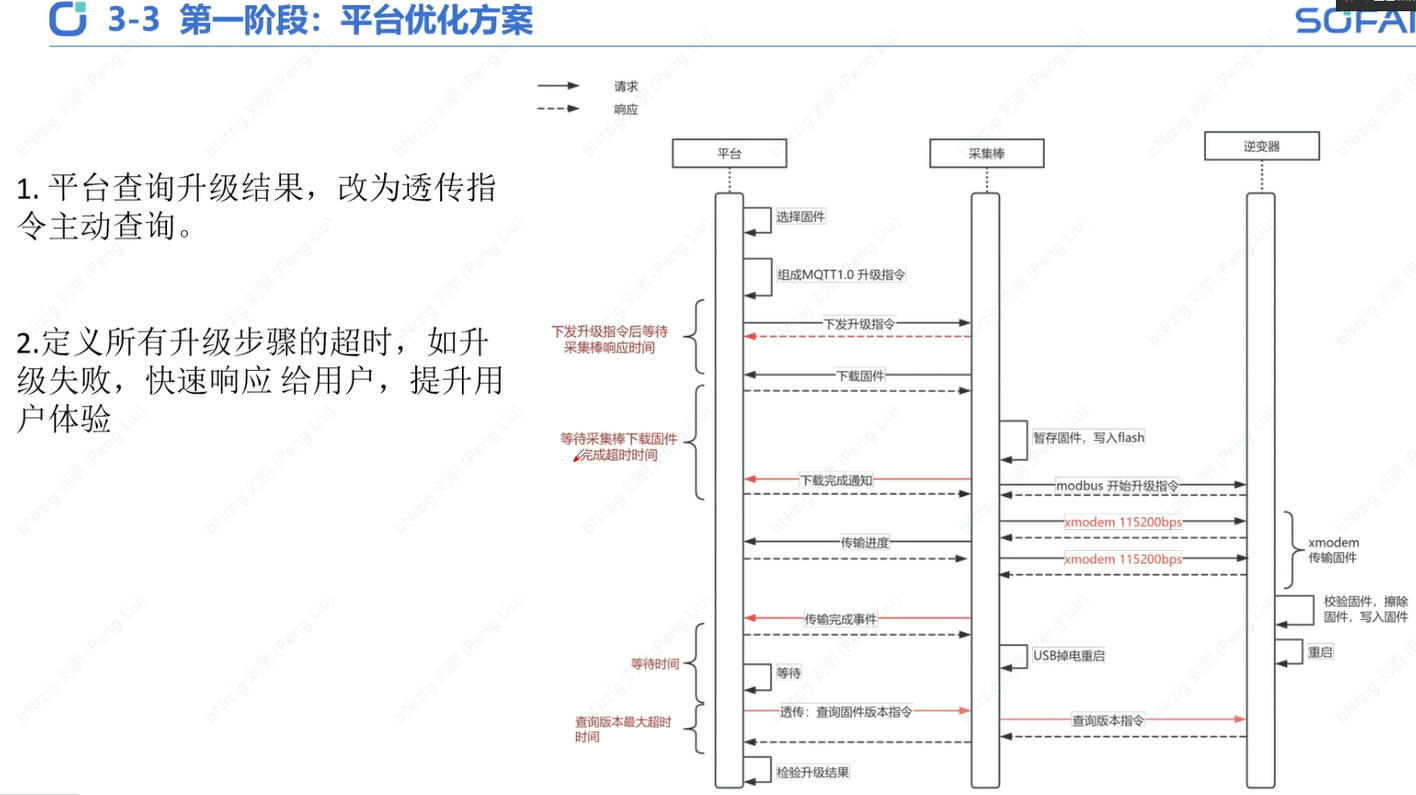 3-3 第一阶段：平台优化方案
SOFA
请求
响应
1. 平台查询升级结果，改为透传指
令主动查询。
2.定义所有升级步骤的超时，如升
级失败，快速响应 给用户，提升用
户体验
平台
采集棒
逆变器
选择固件
组成MQTT1.0 升级指令
下发升级指令后等待
采集棒响应时间
下发升级指令
下载固件
等待采集棒下载固件
完成超时时间
暂存固件，写入flash
下载完成通知
modbus 开始升级指令
xmodem 115200bps
传输进度
xmodem 115200bps
xmodem
传输固件
校验固件，擦除
固件，写入固件
传输完成事件
等待时间
等待
USB掉电重启
重启
透传：查询固件版本指令
查询版本指令
查询版本最大超时
时间
检验升级结果
bNrzig 刘朋 (Peng Liu)